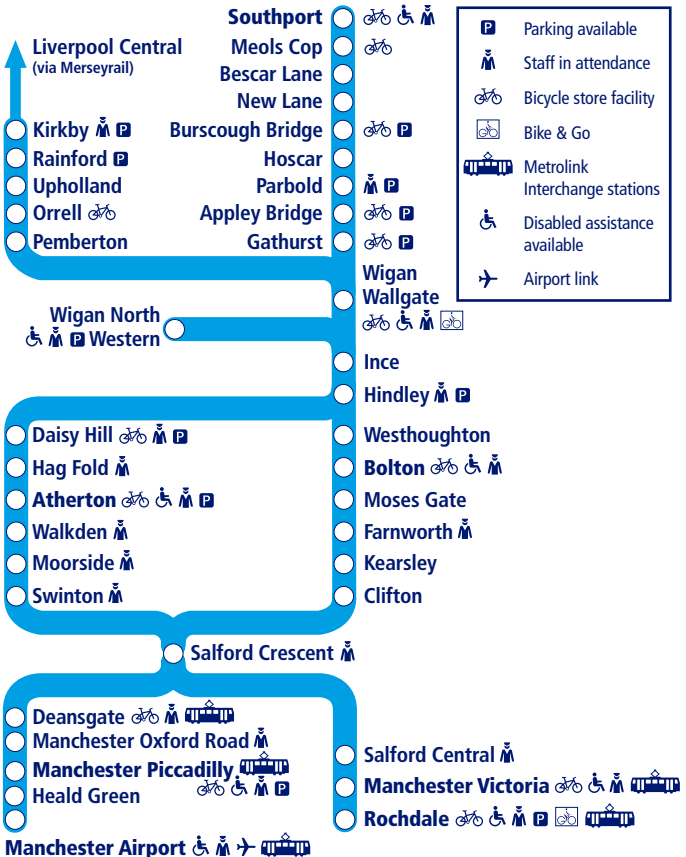 Southport
Meols Cop
Bescar Lane
New Lane
Burscough Bridge
Hoscar
Parbold
Appley Bridge
Gathurst
Liverpool Central
(via Merseyrail)
Kirkby P
Rainford P
Upholland
Orrell
Pemberton
P
P
P
P
Wigan
Wallgate
P Parking available
Staff in attendance
Bicycle store facility
Bike & Go
Metrolink
Interchange stations
Disabled assistance
available
Airport link
Wigan North
P Western
Ince
Hindley P
Daisy Hill P
Hag Fold
Atherton P
Walkden
Moorside
Swinton
Westhoughton
Bolton
Moses Gate
Farnworth
Kearsley
Clifton
Salford Crescent
Deansgate
Manchester Oxford Road
Manchester Piccadilly
P
Heald Green
Manchester Airport
Salford Central
Manchester Victoria
Rochdale P